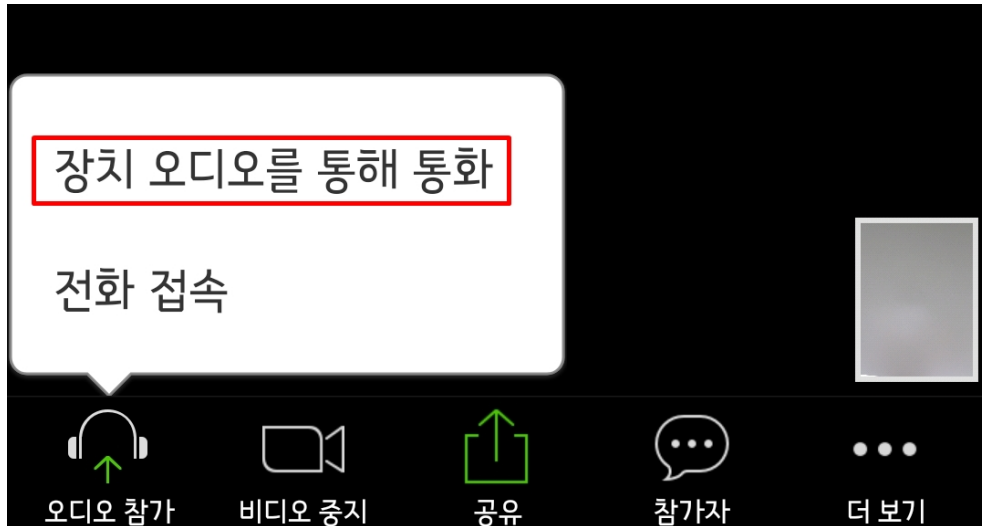 장치 오디오를 통해 통화
전화 접속
오디오 참가
비디오 중지
공유
참가자
더 보기